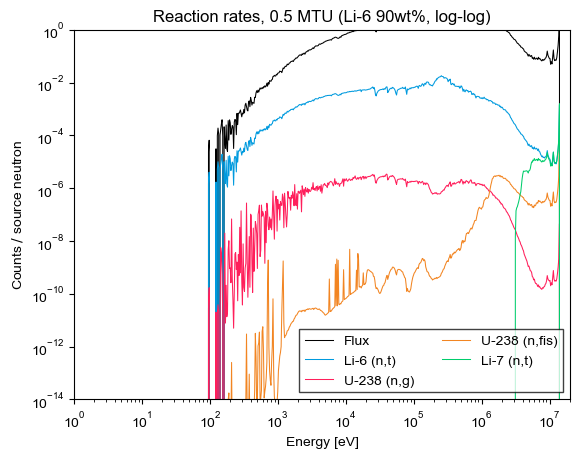 Reaction rates, 0.5 MTU (Li-6 90wt%, log-log)
Counts / source neutron
10^0
10^-2
10^-4
10^-6
10^-8
10^-10
10^-12
10^-14
Flux
Li-6 (n,t)
U-238 (n,g)
U-238 (n,fis)
Li-7 (n,t)
10^0 10^1 10^2 10^3 10^4 10^5 10^6 10^7
Energy [eV]